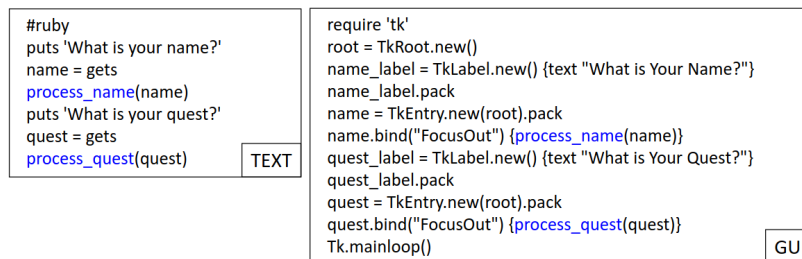 #ruby
puts 'What is your name?'
name = gets
process_name(name)
puts 'What is your quest?'
quest = gets
process_quest(quest)
TEXT
require 'tk'
root = TkRoot.new()
name_label = TkLabel.new() {text "What is Your Name?"}
name_label.pack
name = TkEntry.new(root).pack
name.bind("FocusOut") {process_name(name)}
quest_label = TkLabel.new() {text "What is Your Quest?"}
quest_label.pack
quest = TkEntry.new(root).pack
quest.bind("FocusOut") {process_quest(quest)}
Tk.mainloop()
GU